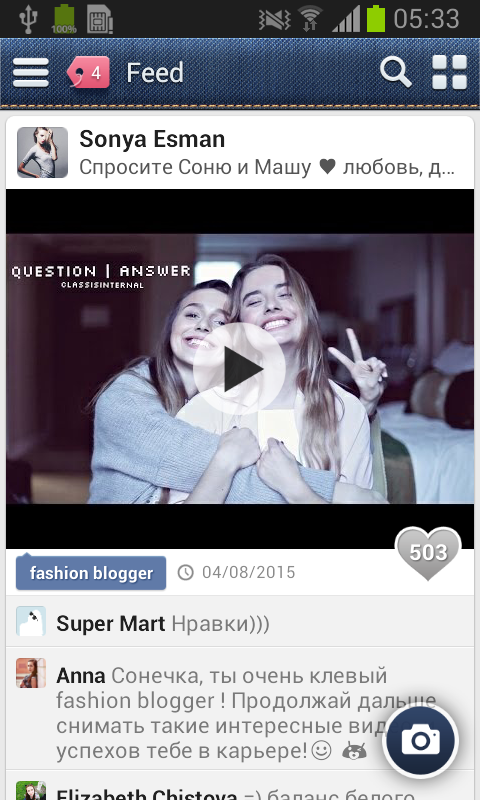 100%
05:33
4
Feed
Sonya Esman
Спросите Соню и Машу ♥ любовь, д...
QUESTION | ANSWER
CLASSISINTERNAL
503
fashion blogger
04/08/2015
Super Mart Нравки)))
Anna Сонечка, ты очень клевый
fashion blogger ! Продолжай дальше
снимать такие интересные вид
успехов тебе в карьере!
Elizabeth Chistova =) баланс белого